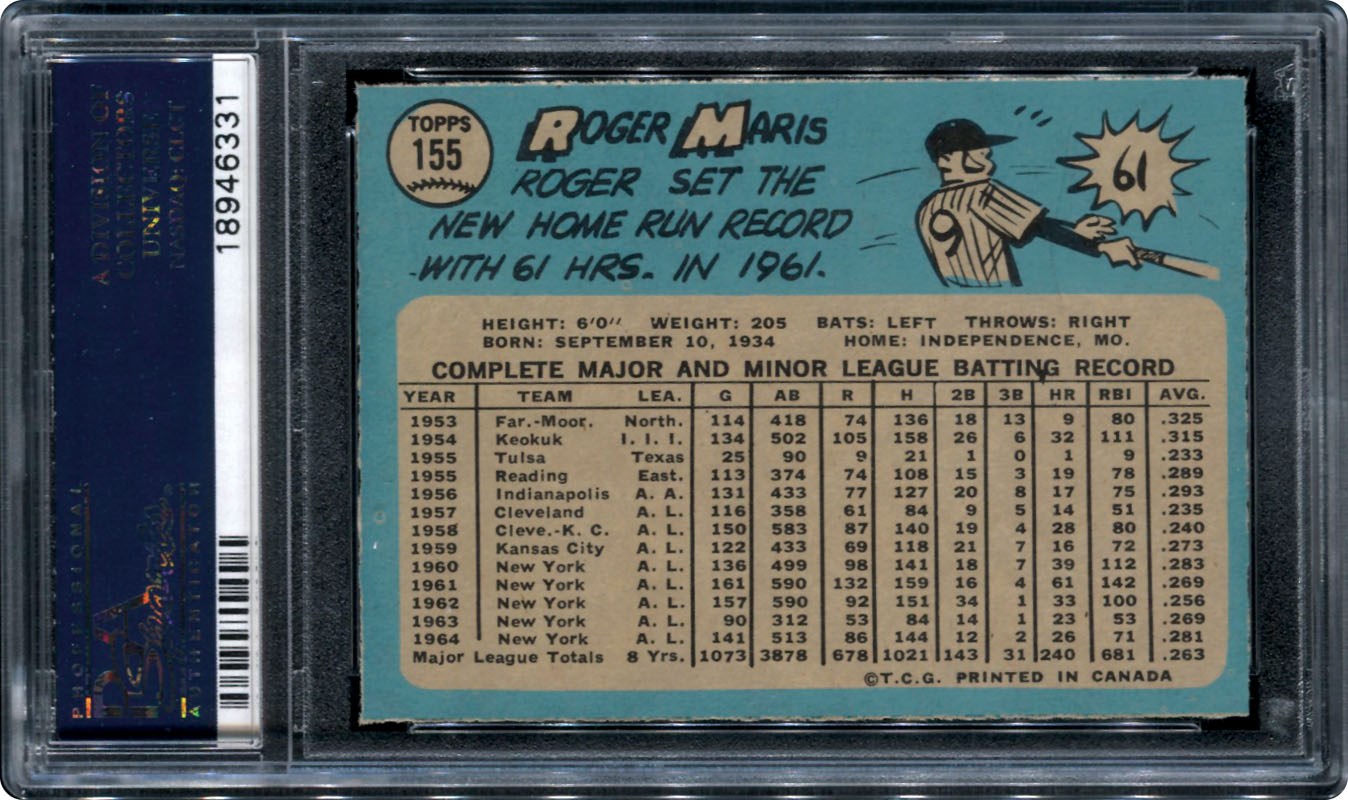 A DIVISION OF
COLLECTORS
UNIVERSE
NASDAQ: CLCT
PROFESSIONAL
PSA
AUTHENTICATOR
18946331
TOPPS
155
ROGER MARIS
ROGER SET THE
NEW HOME RUN RECORD
WITH 61 HRS. IN 1961.
9
61
HEIGHT: 6'0" WEIGHT: 205 BATS: LEFT THROWS: RIGHT
BORN: SEPTEMBER 10, 1934 HOME: INDEPENDENCE, MO.
COMPLETE MAJOR AND MINOR LEAGUE BATTING RECORD
YEAR TEAM LEA. G AB R H 2B 3B HR RBI AVG.
1953 Far.-Moor. North. 114 418 74 136 18 13 9 80 .325
1954 Keokuk I. I. I. 134 502 105 158 26 6 32 111 .315
1955 Tulsa Texas 25 90 9 21 1 0 1 9 .233
1955 Reading East. 113 374 74 108 15 3 19 78 .289
1956 Indianapolis A. A. 131 433 77 127 20 8 17 75 .293
1957 Cleveland A. L. 116 358 61 84 9 5 14 51 .235
1958 Cleve.-K. C. A. L. 150 583 87 140 19 4 28 80 .240
1959 Kansas City A. L. 122 433 69 118 21 7 16 72 .273
1960 New York A. L. 136 499 98 141 18 7 39 112 .283
1961 New York A. L. 161 590 132 159 16 4 61 142 .269
1962 New York A. L. 157 590 92 151 34 1 33 100 .256
1963 New York A. L. 90 312 53 84 14 1 23 53 .269
1964 New York A. L. 141 513 86 144 12 2 26 71 .281
Major League Totals 8 Yrs. 1073 3878 678 1021 143 31 240 681 .263
©T.C.G. PRINTED IN CANADA